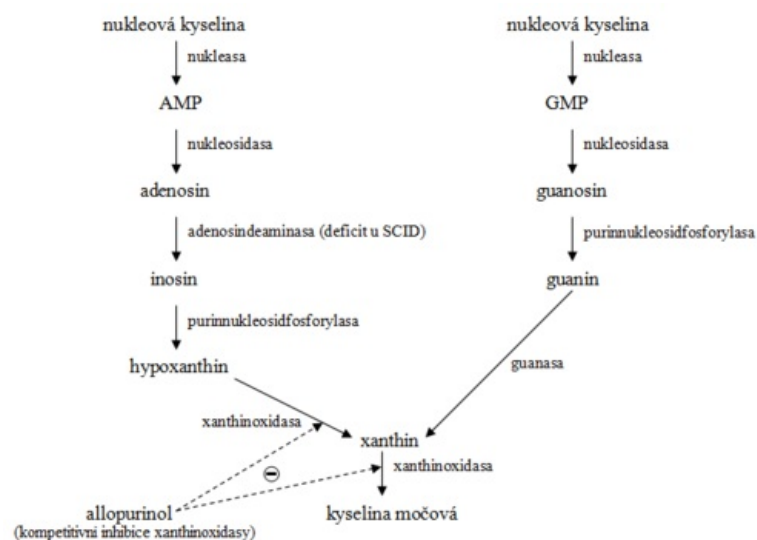 nukleová kyselina
nukleová kyselina
nukleasa
nukleasa
AMP
GMP
nukleosidasa
nukleosidasa
adenosin
guanosin
adenosindeaminasa (deficit u SCID)
purinnukleosidfosforylasa
inosin
guanin
purinnukleosidfosforylasa
hypoxanthin
guanasa
xanthinoxidasa
xanthin
xanthinoxidasa
allopurinol
kyselina močová
(kompetitivní inhibice xanthinoxidasy)